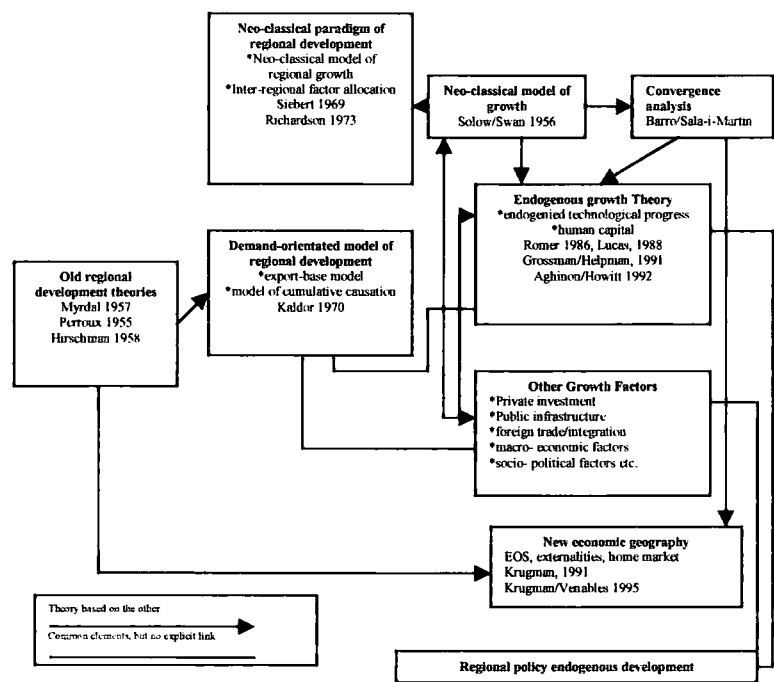 Neo-classical paradigm of
regional development
*Neo-classical model of
regional growth
*Inter-regional factor allocation
Siebert 1969
Richardson 1973
Neo-classical model of
growth
Solow/Swan 1956
Convergence
analysis
Barro/Sala-i-Martin
Endogenous growth Theory
*endogenied technological progress
*human capital
Romer 1986, Lucas, 1988
Grossman/Helpman, 1991
Aghinon/Howitt 1992
Demand-orientated model of
regional development
*export-base model
*model of cumulative causation
Kaldor 1970
Old regional
development theories
Myrdal 1957
Perroux 1955
Hirschman 1958
Other Growth Factors
*Private investment
*Public infrastructure
*foreign trade/integration
*macro- economic factors
*socio- political factors etc.
New economic geography
EOS, externalities, home market
Krugman, 1991
Krugman/Venables 1995
Theory based on the other
Common elements, but no explicit link
Regional policy endogenous development